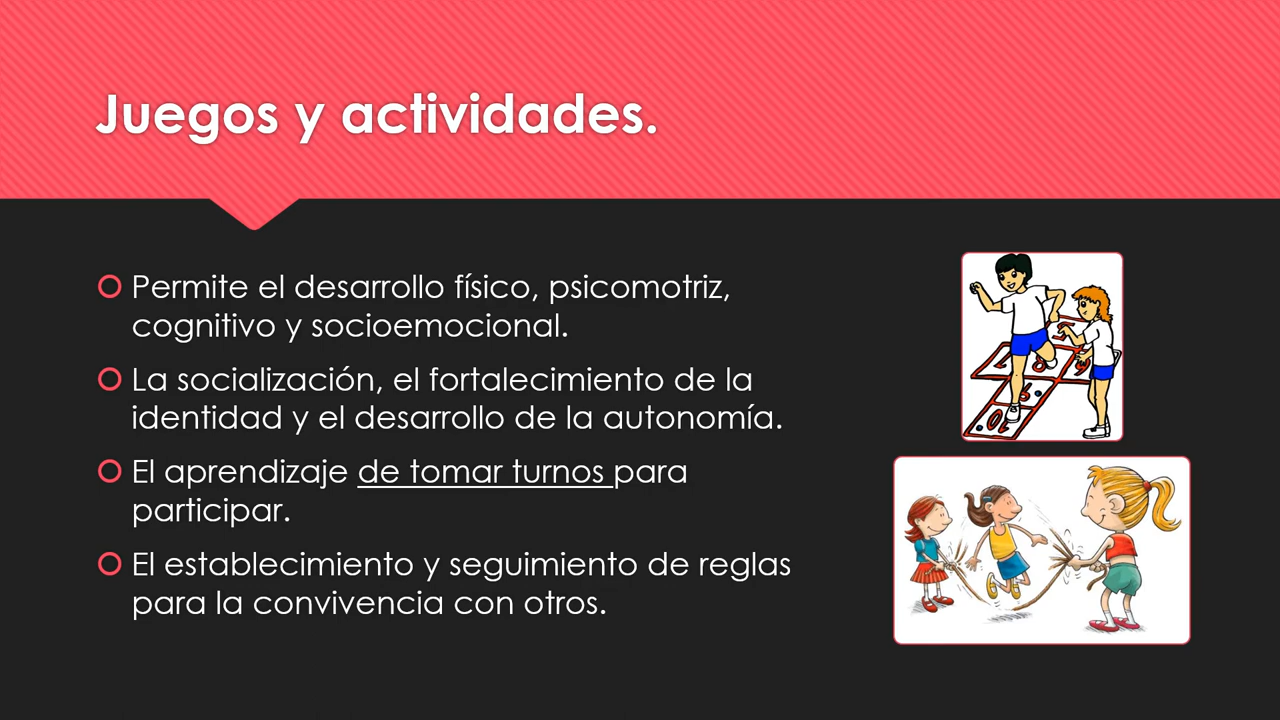 Juegos y actividades.
Permite el desarrollo físico, psicomotriz,
cognitivo y socioemocional.
La socialización, el fortalecimiento de la
identidad y el desarrollo de la autonomía.
El aprendizaje de tomar turnos para
participar.
El establecimiento y seguimiento de reglas
para la convivencia con otros.